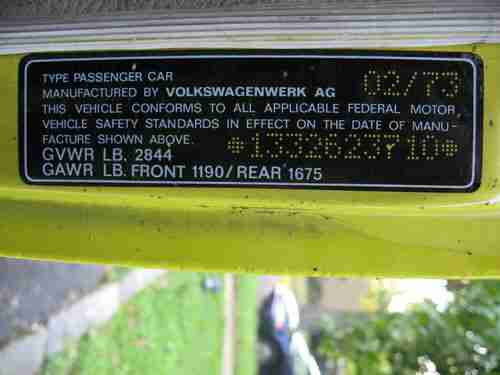 TYPE PASSENGER CAR 02/73
MANUFACTURED BY VOLKSWAGENWERK AG
THIS VEHICLE CONFORMS TO ALL APPLICABLE FEDERAL MOTOR
VEHICLE SAFETY STANDARDS IN EFFECT ON THE DATE OF MANU-
FACTURE SHOWN ABOVE. *1332623710*
GVWR LB. 2844
GAWR LB. FRONT 1190/REAR 1675